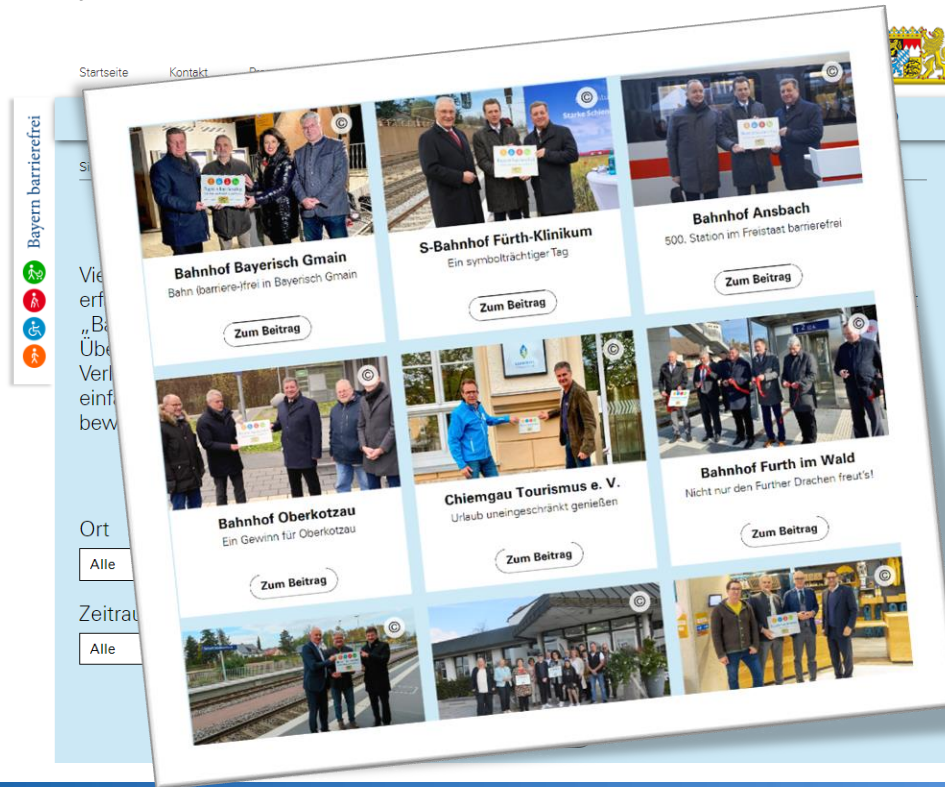 Startseite
Kontakt
Bayern barrierefrei
©
©
©
Bahnhof Bayerisch Gmain
Bahn (barriere-)frei in Bayerisch Gmain
Zum Beitrag
S-Bahnhof Fürth-Klinikum
Ein symbolträchtiger Tag
Zum Beitrag
Bahnhof Ansbach
500. Station im Freistaat barrierefrei
Zum Beitrag
©
©
©
Bahnhof Oberkotzau
Ein Gewinn für Oberkotzau
Zum Beitrag
Chiemgau Tourismus e. V.
Urlaub uneingeschränkt genießen
Zum Beitrag
Bahnhof Furth im Wald
Nicht nur den Further Drachen freut's!
Zum Beitrag
©
©
©
Ort
Alle
Alle